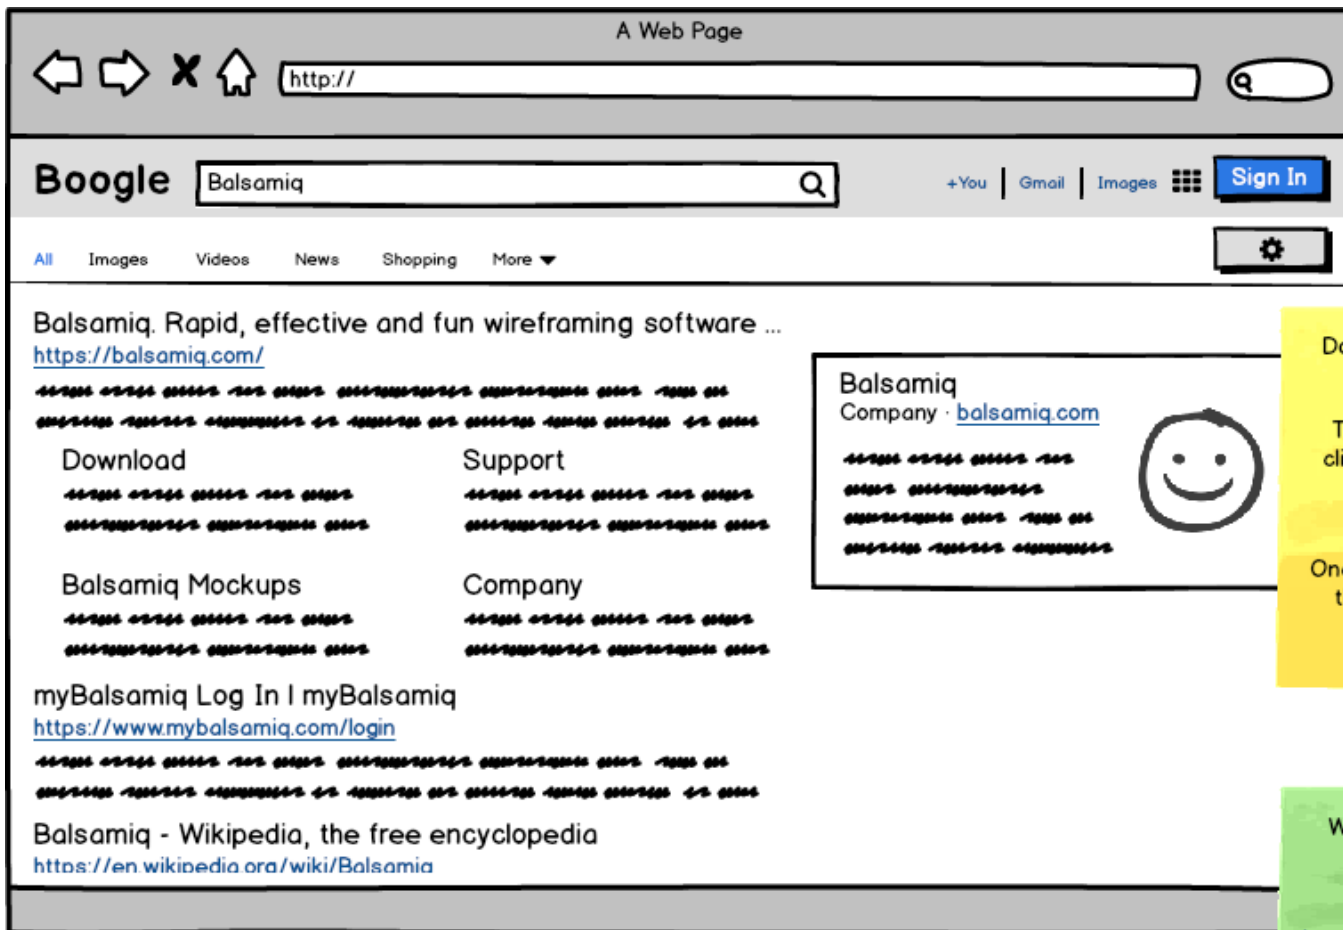 A Web Page
http://
Boogle
Balsamiq
+You
Gmail
Images
Sign In
All
Images
Videos
News
Shopping
More
Balsamiq. Rapid, effective and fun wireframing software ...
https://balsamiq.com/
Download
Support
Balsamiq Mockups
Company
myBalsamiq Log In | myBalsamiq
https://www.mybalsamiq.com/login
Balsamiq - Wikipedia, the free encyclopedia
https://en.wikipedia.org/wiki/Balsamiq
Balsamiq
Company · balsamiq.com